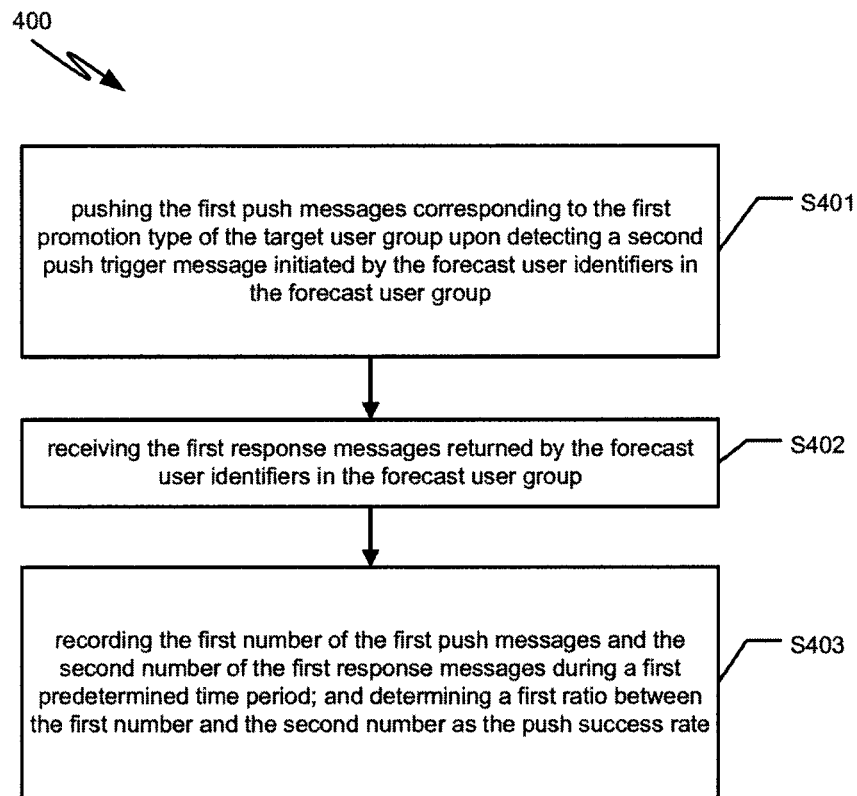 400
pushing the first push messages corresponding to the first
promotion type of the target user group upon detecting a second
push trigger message initiated by the forecast user identifiers in
the forecast user group
S401
receiving the first response messages returned by the forecast
user identifiers in the forecast user group
S402
recording the first number of the first push messages and the
second number of the first response messages during a first
predetermined time period; and determining a first ratio between
the first number and the second number as the push success rate
S403